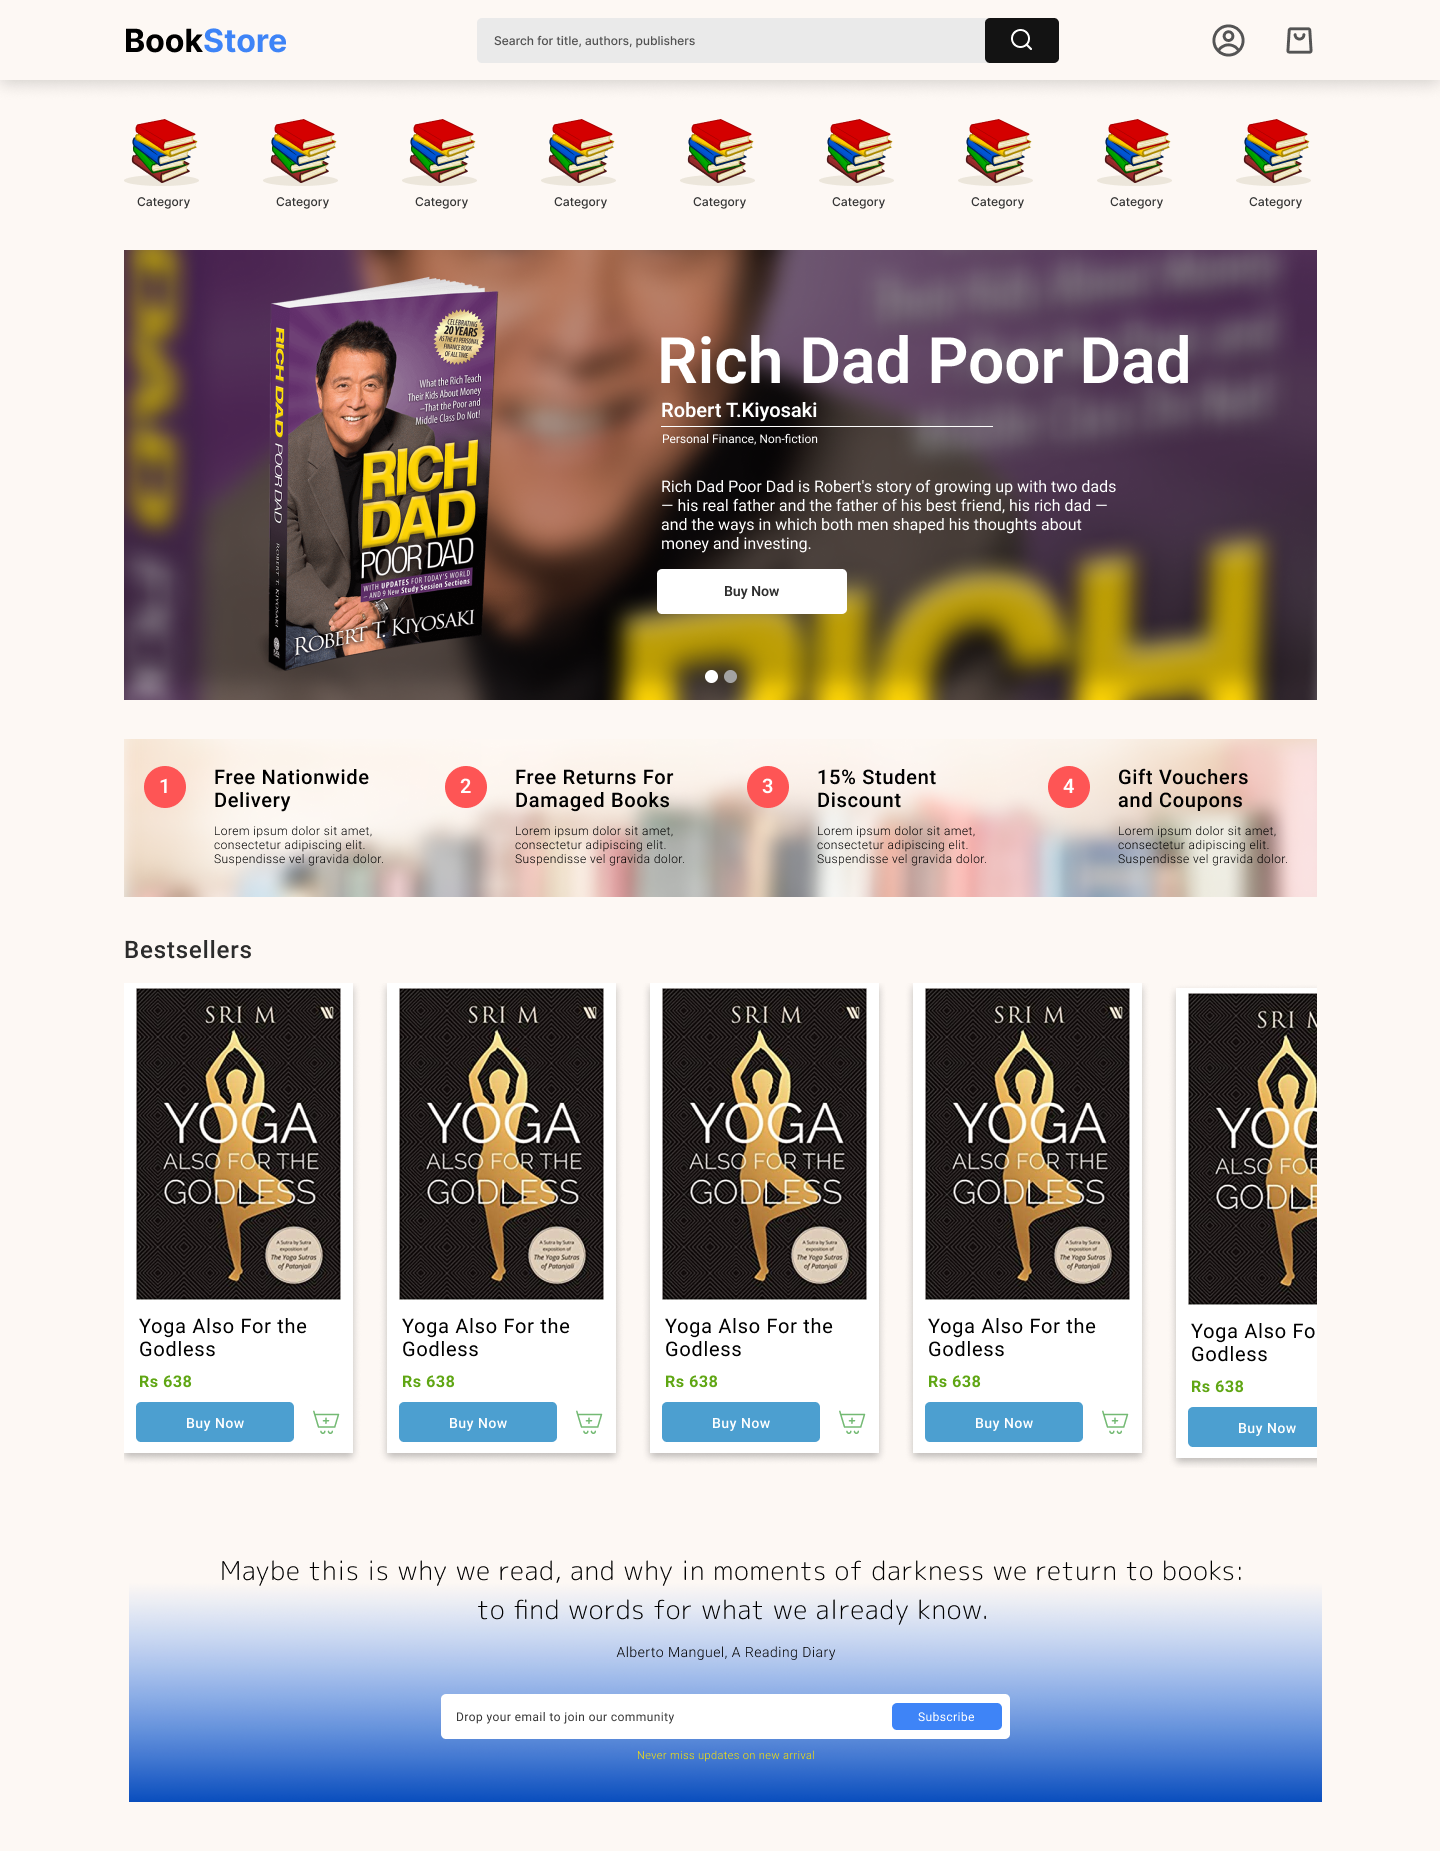 BookStore
Search for title, authors, publishers
Category
Category
Category
Category
Category
Category
Category
Category
Category
RICH DAD POOR DAD
ROBERT T. KIYOSAKI
CELEBRATING
20 YEARS
AS THE #1 PERSONAL
FINANCE BOOK
OF ALL TIME
What the Rich Teach
Their Kids About Money
—That the Poor and
Middle Class Do Not!
RICH
DAD
POOR DAD
WITH UPDATES FOR TODAY'S WORLD
— AND 9 New Study Session Sections
ROBERT T. KIYOSAKI
Rich Dad Poor Dad
Robert T.Kiyosaki
Personal Finance, Non-fiction
Rich Dad Poor Dad is Robert's story of growing up with two dads
— his real father and the father of his best friend, his rich dad —
and the ways in which both men shaped his thoughts about
money and investing.
Buy Now
RICH
1
Free Nationwide
Delivery
Lorem ipsum dolor sit amet,
consectetur adipiscing elit.
Suspendisse vel gravida dolor.
2
Free Returns For
Damaged Books
Lorem ipsum dolor sit amet,
consectetur adipiscing elit.
Suspendisse vel gravida dolor.
3
15% Student
Discount
Lorem ipsum dolor sit amet,
consectetur adipiscing elit.
Suspendisse vel gravida dolor.
4
Gift Vouchers
and Coupons
Lorem ipsum dolor sit amet,
consectetur adipiscing elit.
Suspendisse vel gravida dolor.
Bestsellers
SRI M
YOGA
ALSO FOR THE
GODLESS
A Sutra by Sutra
exposition of
The Yoga Sutras
of Patanjali
Yoga Also For the
Godless
Rs 638
Buy Now
SRI M
YOGA
ALSO FOR THE
GODLESS
A Sutra by Sutra
exposition of
The Yoga Sutras
of Patanjali
Yoga Also For the
Godless
Rs 638
Buy Now
SRI M
YOGA
ALSO FOR THE
GODLESS
A Sutra by Sutra
exposition of
The Yoga Sutras
of Patanjali
Yoga Also For the
Godless
Rs 638
Buy Now
SRI M
YOGA
ALSO FOR THE
GODLESS
A Sutra by Sutra
exposition of
The Yoga Sutras
of Patanjali
Yoga Also For the
Godless
Rs 638
Buy Now
SRI M
YOG
ALSO FOR
GODLE
Yoga Also Fo
Godless
Rs 638
Buy Now
Maybe this is why we read, and why in moments of darkness we return to books:
to find words for what we already know.
Alberto Manguel, A Reading Diary
Drop your email to join our community
Subscribe
Never miss updates on new arrival